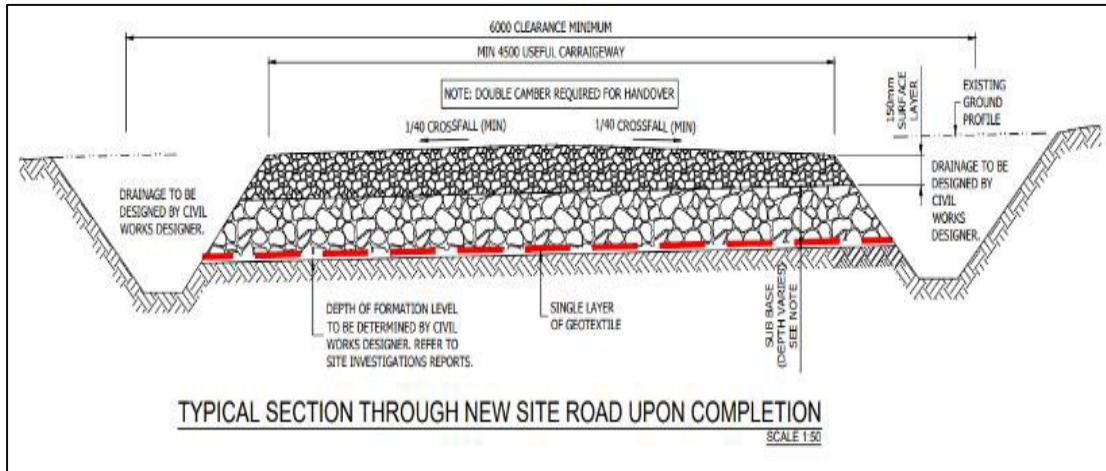 6000 CLEARANCE MINIMUM
MIN 4500 USEFUL CARRAIGEWAY
NOTE: DOUBLE CAMBER REQUIRED FOR HANDOVER
1/40 CROSSFALL (MIN)
1/40 CROSSFALL (MIN)
150mm
SURFACE
LAYER
EXISTING
GROUND
PROFILE
DRAINAGE TO BE
DESIGNED BY CIVIL
WORKS DESIGNER.
DRAINAGE TO BE
DESIGNED BY
CIVIL
WORKS
DESIGNER.
DEPTH OF FORMATION LEVEL
TO BE DETERMINED BY CIVIL
WORKS DESIGNER. REFER TO
SITE INVESTIGATIONS REPORTS.
SINGLE LAYER
OF GEOTEXTILE
SUB BASE
(DEPTH VARIES)
SEE NOTE
TYPICAL SECTION THROUGH NEW SITE ROAD UPON COMPLETION
SCALE 1:50